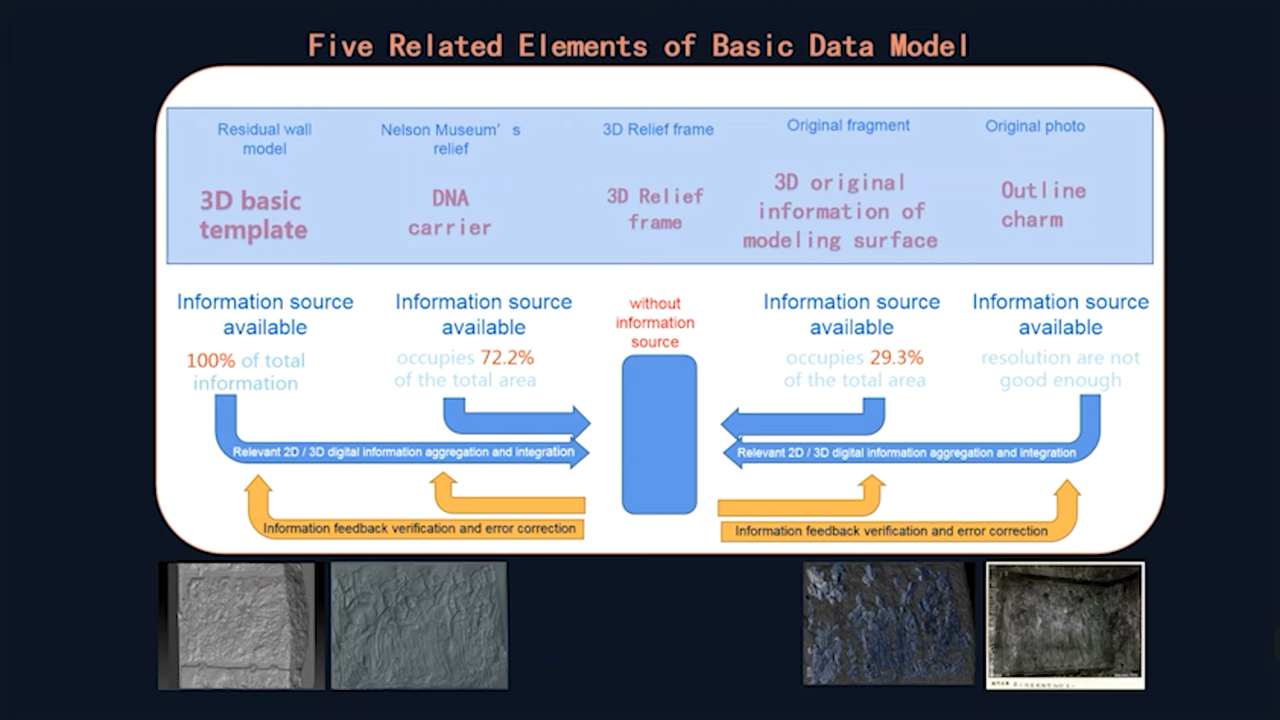 Five Related Elements of Basic Data Model
Residual wall
model
Nelson Museum's
relief
3D Relief frame
Original fragment
Original photo
3D basic
template
DNA
carrier
3D Relief
frame
3D original
information of
modeling surface
Outline
charm
Information source
available
100% of total
information
Information source
available
occupies 72.2%
of the total area
without
information
source
Information source
available
occupies 29.3%
of the total area
Information source
available
resolution are not
good enough
Relevant 2D / 3D digital information aggregation and integration
Relevant 2D / 3D digital information aggregation and integration
Information feedback verification and error correction
Information feedback verification and error correction